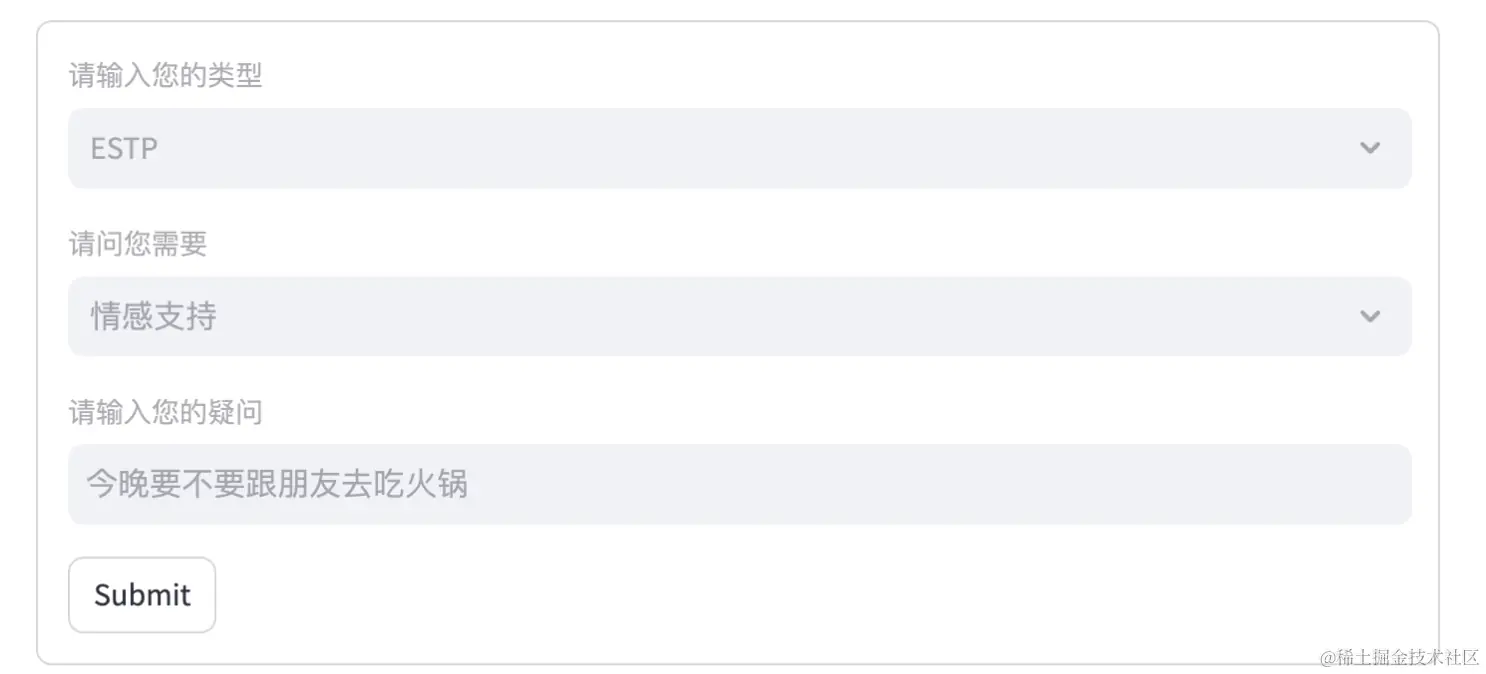 请输入您的类型
ESTP
请问您需要
情感支持
请输入您的疑问
今晚要不要跟朋友去吃火锅
Submit
@稀土掘金技术社区